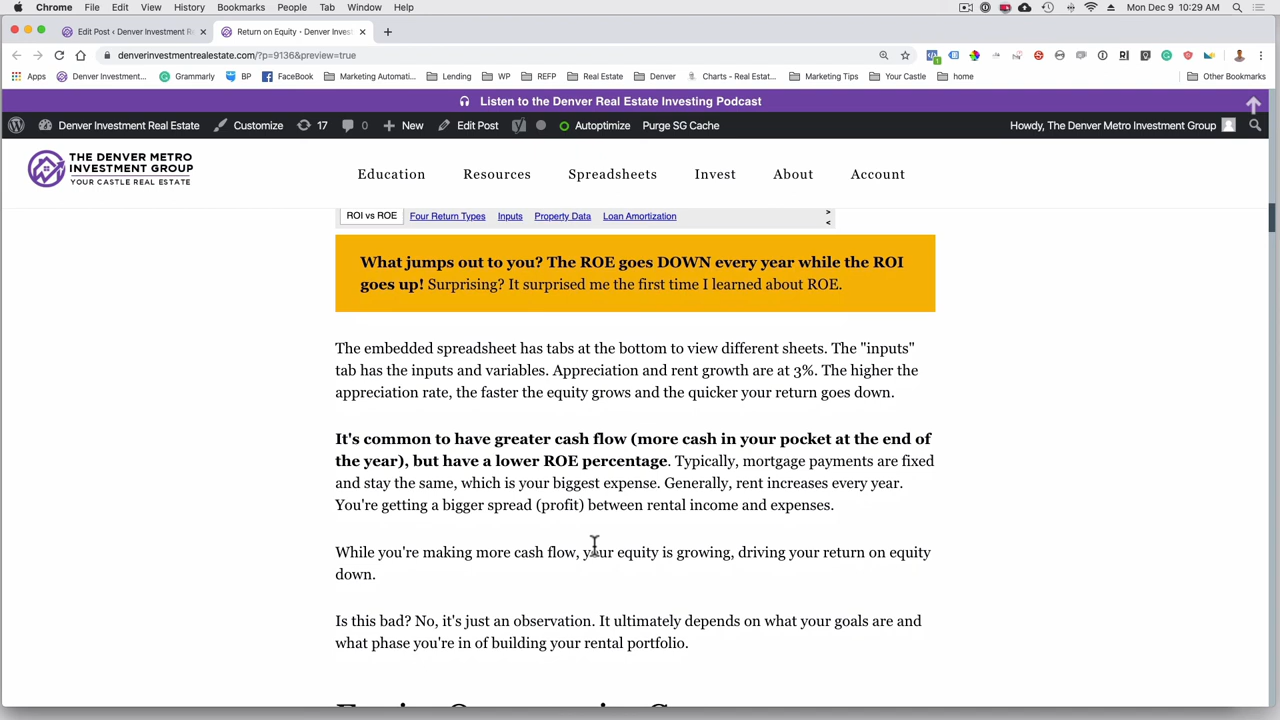 Chrome File Edit View History Bookmarks People Tab Window Help Mon Dec 9 10:29 AM
Edit Post ‹ Denver Investment R Return on Equity - Denver Inves
denverinvestmentrealestate.com/?p=9136&preview=true
Apps Denver Investment... Grammarly BP FaceBook Marketing Automati... Lending WP REFP Real Estate Denver Charts - Real Estat... Marketing Tips Your Castle home Other Bookmarks
Listen to the Denver Real Estate Investing Podcast
Denver Investment Real Estate Customize 17 0 New Edit Post Autoptimize Purge SG Cache Howdy, The Denver Metro Investment Group
THE DENVER METRO
INVESTMENT GROUP
YOUR CASTLE REAL ESTATE
Education Resources Spreadsheets Invest About Account
ROI vs ROE Four Return Types Inputs Property Data Loan Amortization
What jumps out to you? The ROE goes DOWN every year while the ROI
goes up! Surprising? It surprised me the first time I learned about ROE.
The embedded spreadsheet has tabs at the bottom to view different sheets. The "inputs"
tab has the inputs and variables. Appreciation and rent growth are at 3%. The higher the
appreciation rate, the faster the equity grows and the quicker your return goes down.
It's common to have greater cash flow (more cash in your pocket at the end of
the year), but have a lower ROE percentage. Typically, mortgage payments are fixed
and stay the same, which is your biggest expense. Generally, rent increases every year.
You're getting a bigger spread (profit) between rental income and expenses.
While you're making more cash flow, your equity is growing, driving your return on equity
down.
Is this bad? No, it's just an observation. It ultimately depends on what your goals are and
what phase you're in of building your rental portfolio.